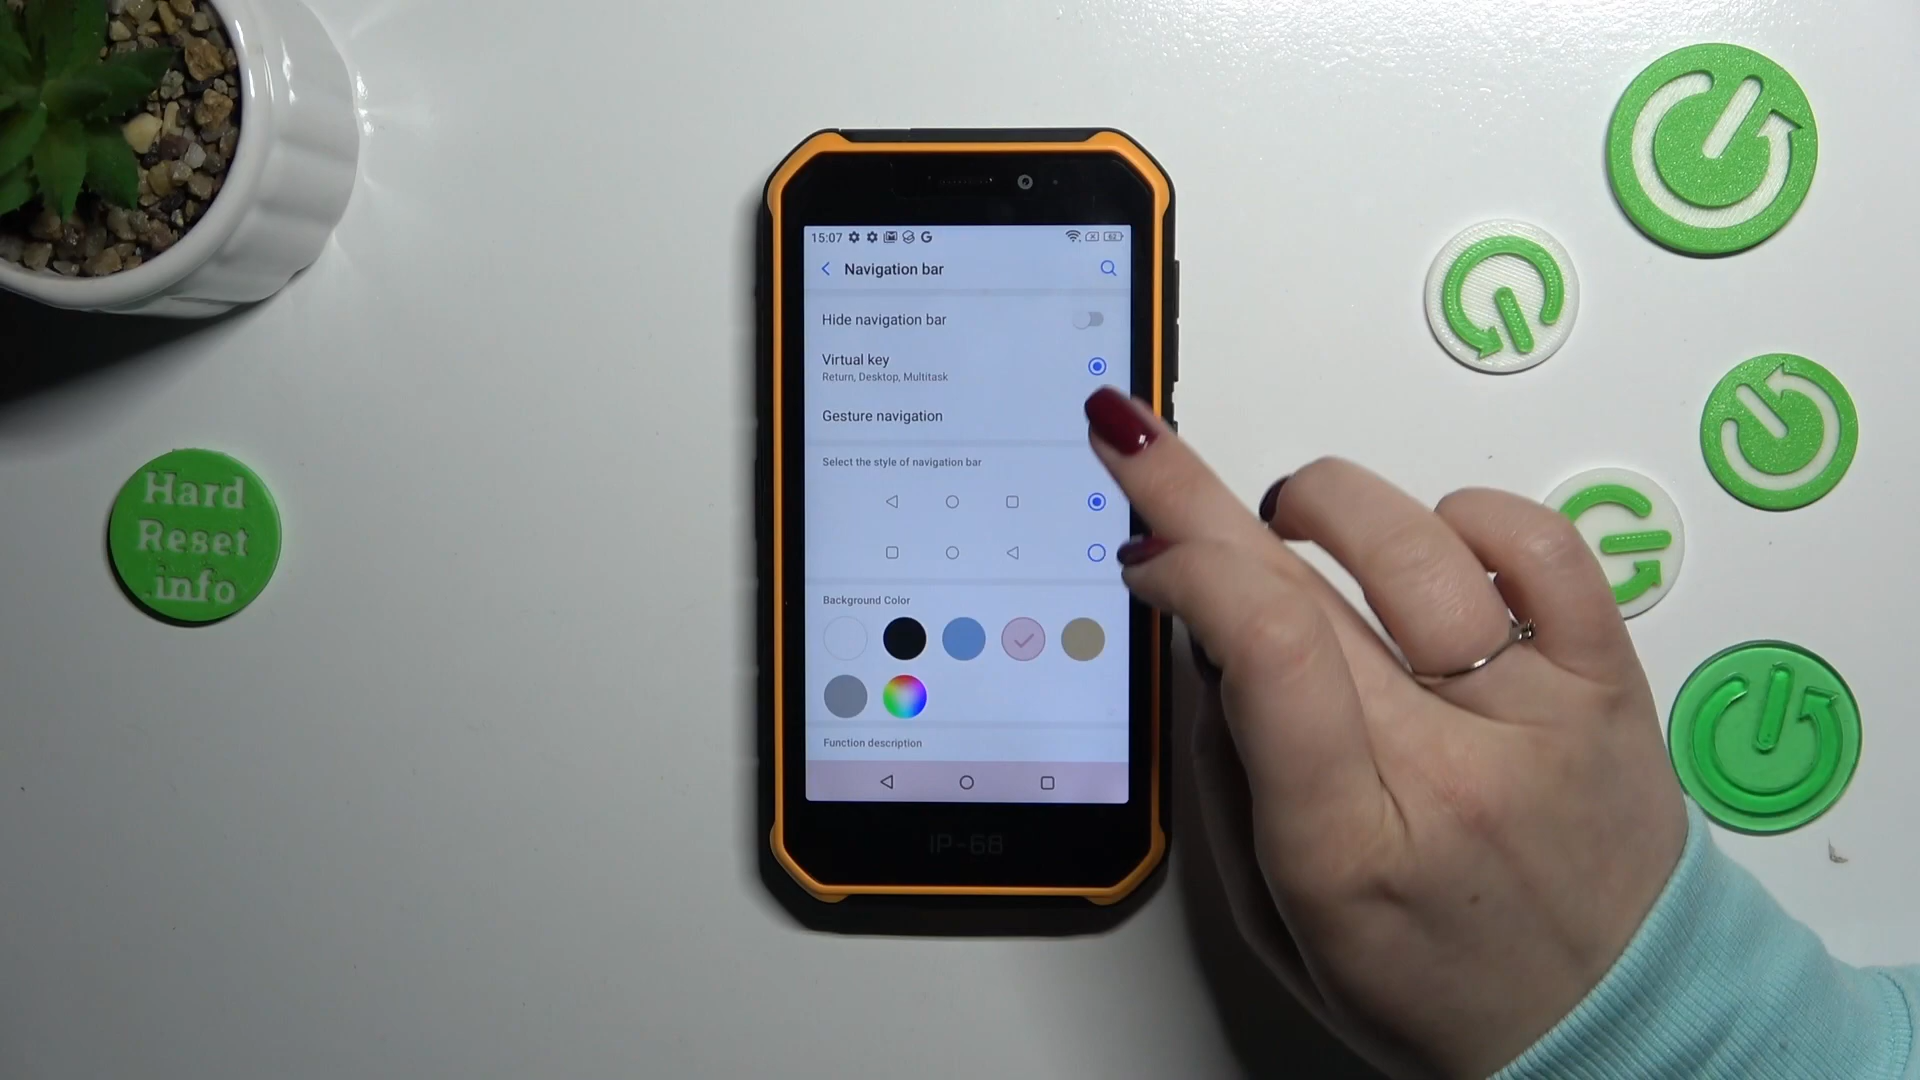 15:07
62
Navigation bar
Hide navigation bar
Virtual key
Return, Desktop, Multitask
Gesture navigation
Select the style of navigation bar
Background Color
Function description
IP-68
Hard
Reset
.info